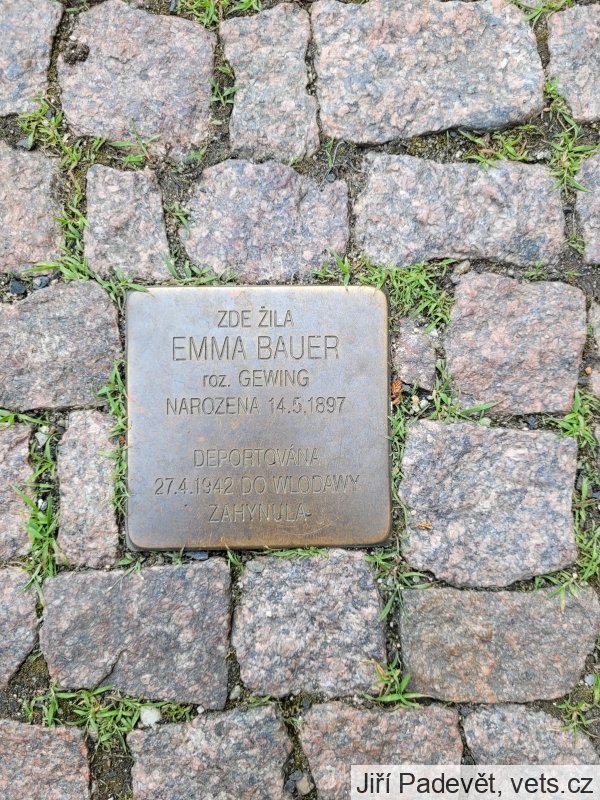 ZDE ŽILA
EMMA BAUER
roz. GEWING
NAROZENA 14.5.1897
DEPORTOVÁNA
27.4.1942 DO WLODAWY
ZAHYNULA
Jiří Padevět, vets.cz